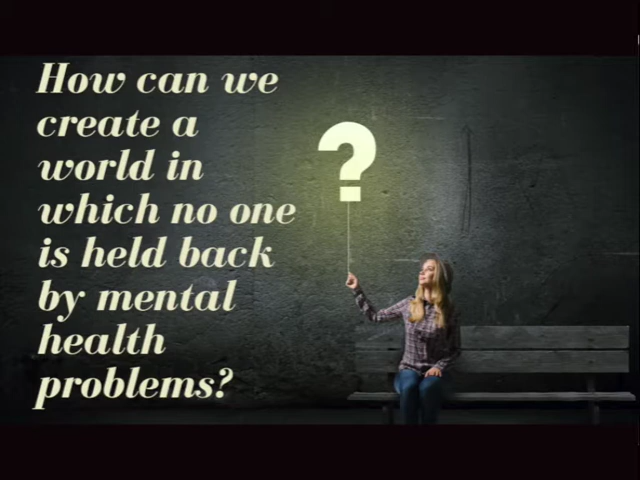 How can we
create a
world in
which no one
is held back
by mental
health
problems?
?